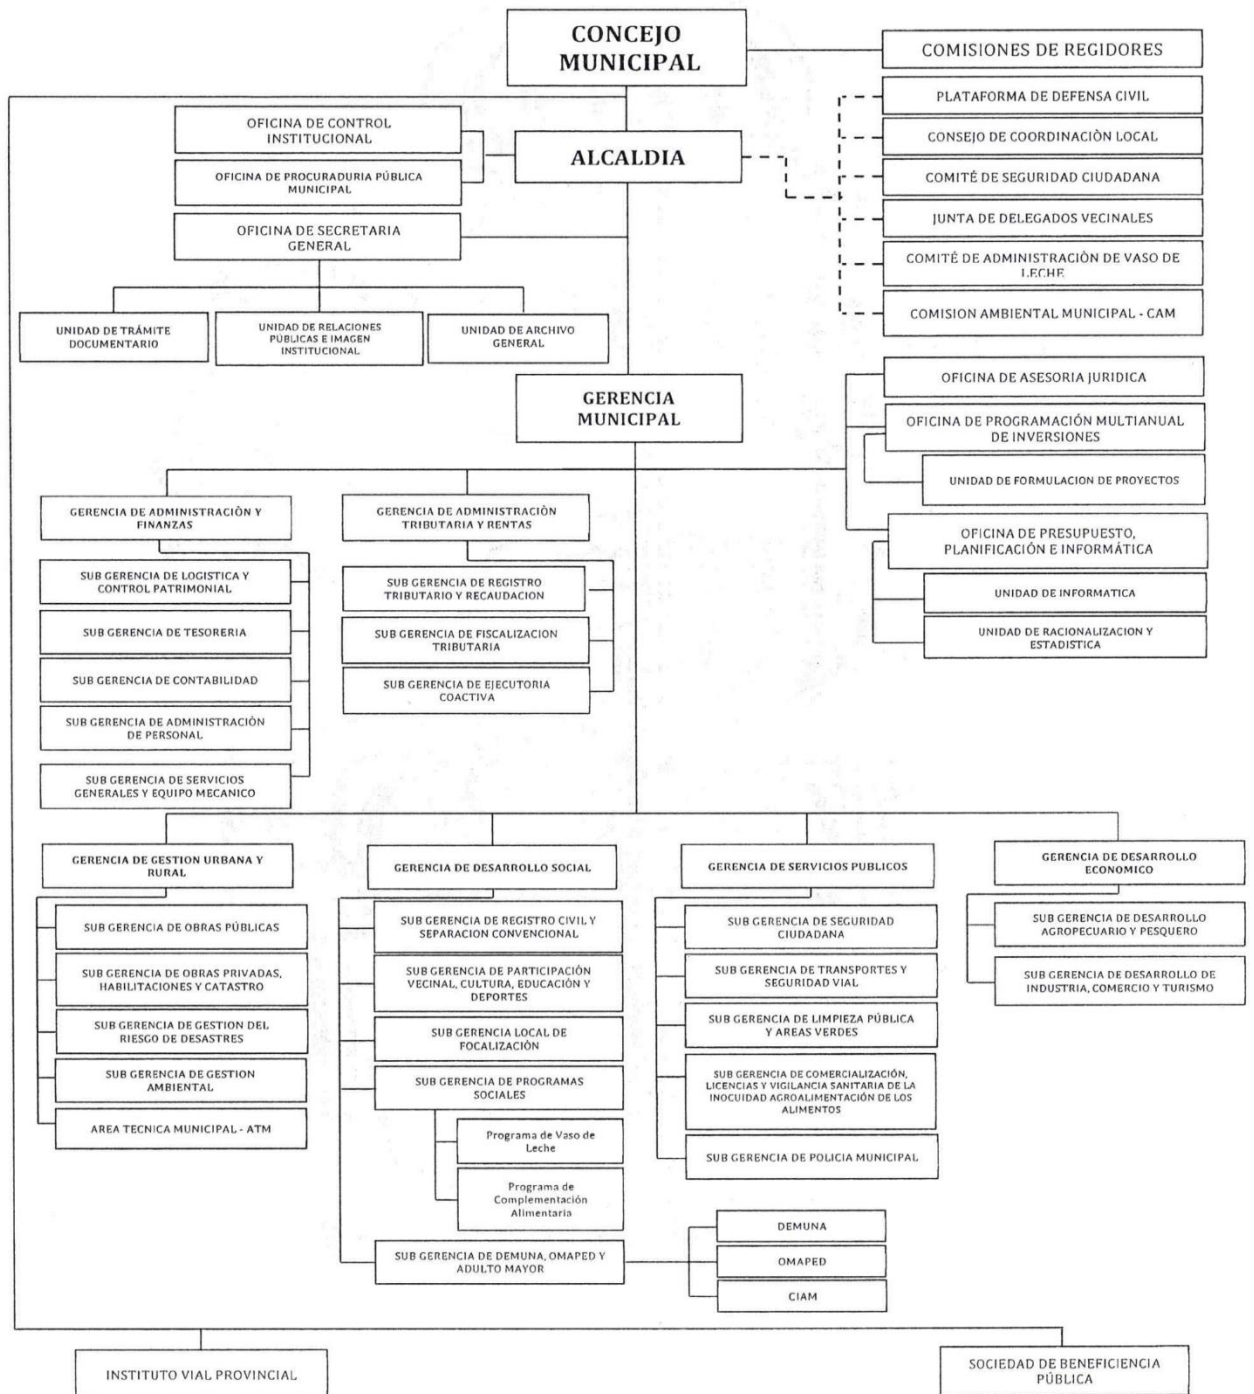 CONCEJO
MUNICIPAL
COMISIONES DE REGIDORES
PLATAFORMA DE DEFENSA CIVIL
OFICINA DE CONTROL
INSTITUCIONAL
CONSEJO DE COORDINACIÒN LOCAL
ALCALDIA
OFICINA DE PROCURADURIA PÚBLICA
MUNICIPAL
COMITÉ DE SEGURIDAD CIUDADANA
JUNTA DE DELEGADOS VECINALES
OFICINA DE SECRETARIA
GENERAL
COMITÉ DE ADMINISTRACIÒN DE VASO DE
LECHE
COMISION AMBIENTAL MUNICIPAL - CAM
UNIDAD DE TRÁMITE
DOCUMENTARIO
UNIDAD DE RELACIONES
PÚBLICAS E IMAGEN
INSTITUCIONAL
UNIDAD DE ARCHIVO
GENERAL
GERENCIA
MUNICIPAL
OFICINA DE ASESORIA JURIDICA
OFICINA DE PROGRAMACIÓN MULTIANUAL
DE INVERSIONES
UNIDAD DE FORMULACION DE PROYECTOS
OFICINA DE PRESUPUESTO,
PLANIFICACIÓN E INFORMÁTICA
UNIDAD DE INFORMATICA
UNIDAD DE RACIONALIZACION Y
ESTADISTICA
GERENCIA DE ADMINISTRACIÒN Y
FINANZAS
SUB GERENCIA DE LOGISTICA Y
CONTROL PATRIMONIAL
SUB GERENCIA DE TESORERIA
SUB GERENCIA DE CONTABILIDAD
SUB GERENCIA DE ADMINISTRACIÓN
DE PERSONAL
SUB GERENCIA DE SERVICIOS
GENERALES Y EQUIPO MECANICO
GERENCIA DE ADMINISTRACIÒN
TRIBUTARIA Y RENTAS
SUB GERENCIA DE REGISTRO
TRIBUTARIO Y RECAUDACION
SUB GERENCIA DE FISCALIZACION
TRIBUTARIA
SUB GERENCIA DE EJECUTORIA
COACTIVA
GERENCIA DE GESTION URBANA Y
RURAL
SUB GERENCIA DE OBRAS PÚBLICAS
SUB GERENCIA DE OBRAS PRIVADAS,
HABILITACIONES Y CATASTRO
SUB GERENCIA DE GESTION DEL
RIESGO DE DESASTRES
SUB GERENCIA DE GESTION
AMBIENTAL
AREA TECNICA MUNICIPAL - ATM
GERENCIA DE DESARROLLO SOCIAL
SUB GERENCIA DE REGISTRO CIVIL Y
SEPARACION CONVENCIONAL
SUB GERENCIA DE PARTICIPACIÒN
VECINAL, CULTURA, EDUCACIÓN Y
DEPORTES
SUB GERENCIA LOCAL DE
FOCALIZACIÒN
SUB GERENCIA DE PROGRAMAS
SOCIALES
Programa de Vaso de
Leche
Programa de
Complementación
Alimentaria
SUB GERENCIA DE DEMUNA, OMAPED Y
ADULTO MAYOR
DEMUNA
OMAPED
CIAM
GERENCIA DE SERVICIOS PUBLICOS
SUB GERENCIA DE SEGURIDAD
CIUDADANA
SUB GERENCIA DE TRANSPORTES Y
SEGURIDAD VIAL
SUB GERENCIA DE LIMPIEZA PÚBLICA
Y AREAS VERDES
SUB GERENCIA DE COMERCIALIZACIÓN,
LICENCIAS Y VIGILANCIA SANITARIA DE LA
INOCUIDAD AGROALIMENTACIÓN DE LOS
ALIMENTOS
SUB GERENCIA DE POLICIA MUNICIPAL
GERENCIA DE DESARROLLO
ECONOMICO
SUB GERENCIA DE DESARROLLO
AGROPECUARIO Y PESQUERO
SUB GERENCIA DE DESARROLLO DE
INDUSTRIA, COMERCIO Y TURISMO
INSTITUTO VIAL PROVINCIAL
SOCIEDAD DE BENEFICIENCIA
PÚBLICA